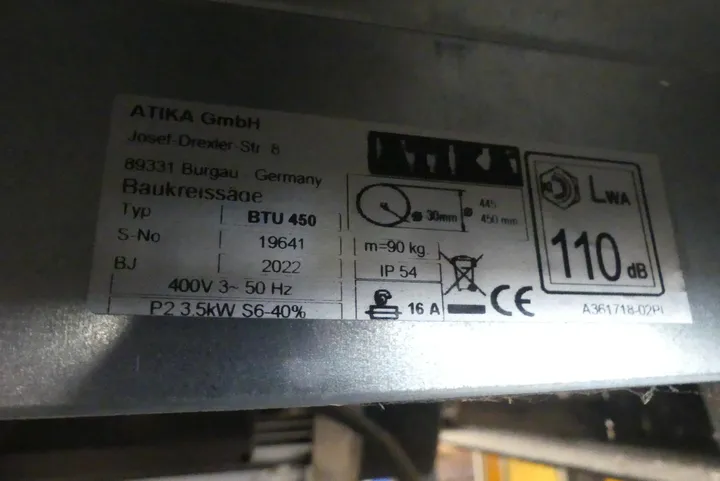 ATIKA GmbH
Josef-Drexler-Str. 8
89331 Burgau Germany
Baukreissäge
Typ BTU 450
S-No 19641
BJ 2022
400V 3~ 50 Hz
P2 3.5kW S6-40%
ATIKA
ø 30mm
ø 445
450 mm
m=90 kg
IP 54
16 A
CE
LWA
110 dB
A361718-02PI